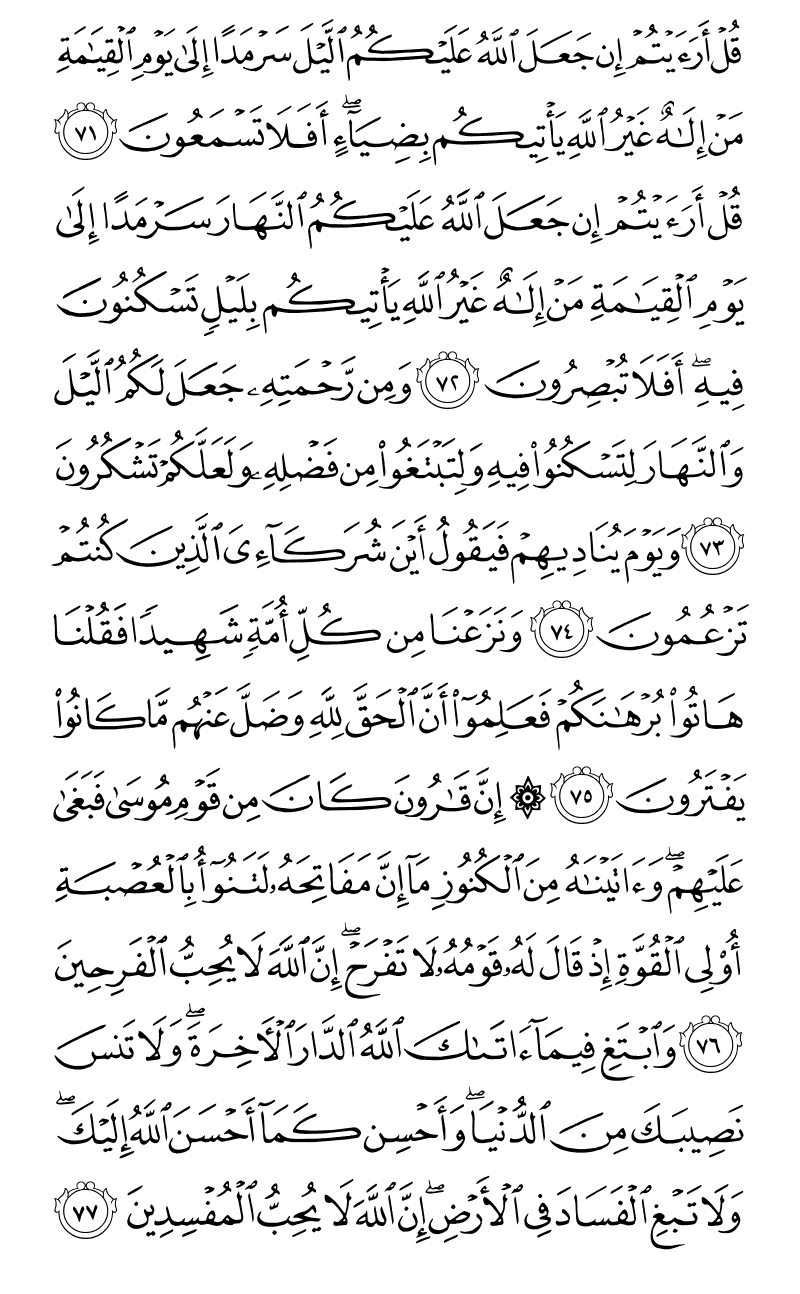 قُلْ أَرَءَيْتُمْ إِن جَعَلَ ٱللَّهُ عَلَيْكُمُ ٱلَّيْلَ سَرْمَدًا إِلَىٰ يَوْمِ ٱلْقِيَٰمَةِ
مَنْ إِلَٰهٌ غَيْرُ ٱللَّهِ يَأْتِيكُم بِضِيَآءٍ ۖ أَفَلَا تَسْمَعُونَ ٧١
قُلْ أَرَءَيْتُمْ إِن جَعَلَ ٱللَّهُ عَلَيْكُمُ ٱلنَّهَارَ سَرْمَدًا إِلَىٰ
يَوْمِ ٱلْقِيَٰمَةِ مَنْ إِلَٰهٌ غَيْرُ ٱللَّهِ يَأْتِيكُم بِلَيْلٍ تَسْكُنُونَ
فِيهِ ۖ أَفَلَا تُبْصِرُونَ ٧٢ وَمِن رَّحْمَتِهِۦ جَعَلَ لَكُمُ ٱلَّيْلَ
وَٱلنَّهَارَ لِتَسْكُنُوا۟ فِيهِ وَلِتَبْتَغُوا۟ مِن فَضْلِهِۦ وَلَعَلَّكُمْ تَشْكُرُونَ
٧٣ وَيَوْمَ يُنَادِيهِمْ فَيَقُولُ أَيْنَ شُرَكَآءِىَ ٱلَّذِينَ كُنتُمْ
تَزْعُمُونَ ٧٤ وَنَزَعْنَا مِن كُلِّ أُمَّةٍ شَهِيدًا فَقُلْنَا
هَاتُوا۟ بُرْهَٰنَكُمْ فَعَلِمُوٓا۟ أَنَّ ٱلْحَقَّ لِلَّهِ وَضَلَّ عَنْهُم مَّا كَانُوا۟
يَفْتَرُونَ ٧٥ ۞ إِنَّ قَٰرُونَ كَانَ مِن قَوْمِ مُوسَىٰ فَبَغَىٰ
عَلَيْهِمْ ۖ وَءَاتَيْنَٰهُ مِنَ ٱلْكُنُوزِ مَآ إِنَّ مَفَاتِحَهُۥ لَتَنُوٓأُ بِٱلْعُصْبَةِ
أُو۟لِى ٱلْقُوَّةِ إِذْ قَالَ لَهُۥ قَوْمُهُۥ لَا تَفْرَحْ ۖ إِنَّ ٱللَّهَ لَا يُحِبُّ ٱلْفَرِحِينَ
٧٦ وَٱبْتَغِ فِيمَآ ءَاتَىٰكَ ٱللَّهُ ٱلدَّارَ ٱلْـَٔاخِرَةَ ۖ وَلَا تَنسَ
نَصِيبَكَ مِنَ ٱلدُّنْيَا ۖ وَأَحْسِن كَمَآ أَحْسَنَ ٱللَّهُ إِلَيْكَ ۖ
وَلَا تَبْغِ ٱلْفَسَادَ فِى ٱلْأَرْضِ ۖ إِنَّ ٱللَّهَ لَا يُحِبُّ ٱلْمُفْسِدِينَ ٧٧